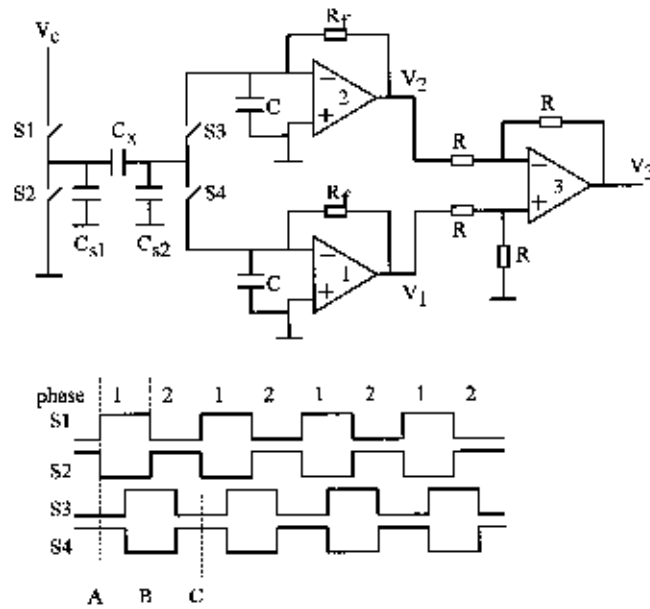 Vc
Rf
V2
2
C
R
R
S1
Cx
S3
3
V3
S2
S4
Cs1
Cs2
Rf
R
R
C
1
V1
phase 1 2 1 2 1 2 1 2
S1
S2
S3
S4
A B C